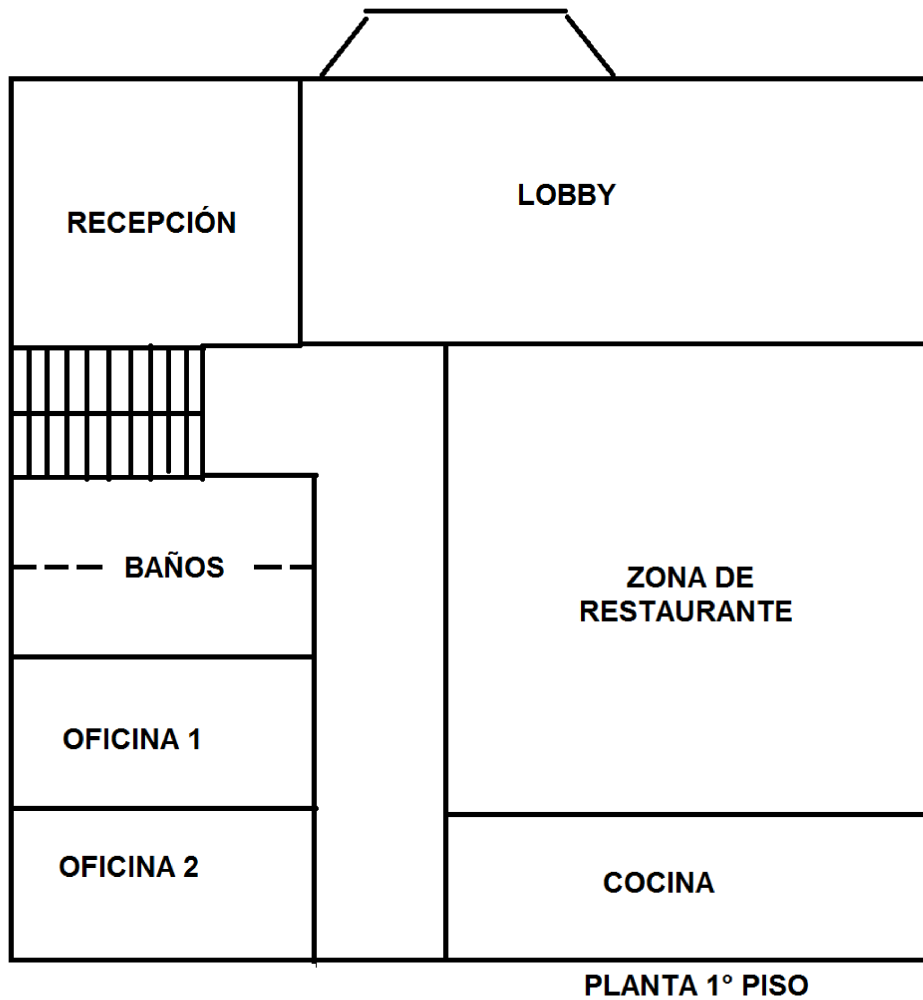 LOBBY
RECEPCIÓN
BAÑOS
ZONA DE
RESTAURANTE
OFICINA 1
OFICINA 2
COCINA
PLANTA 1° PISO